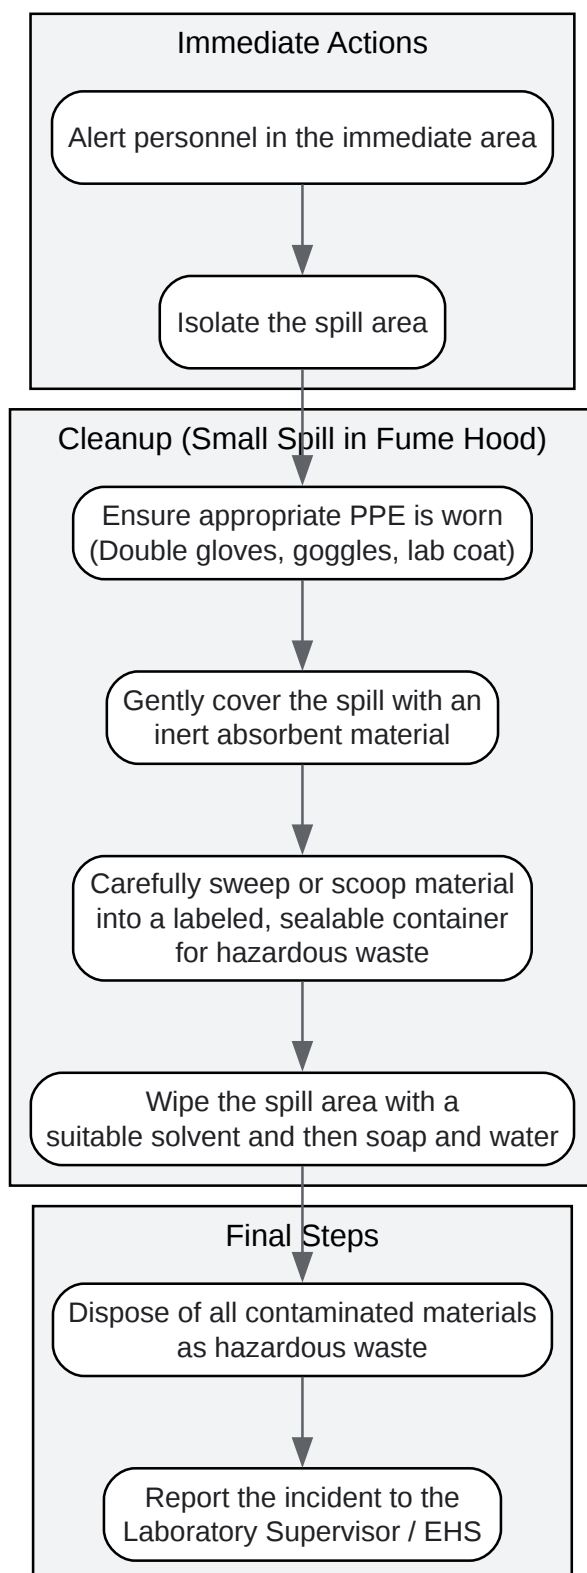 Immediate Actions
Alert personnel in the immediate area
Isolate the spill area
Cleanup (Small Spill in Fume Hood)
Ensure appropriate PPE is worn
(Double gloves, goggles, lab coat)
Gently cover the spill with an
inert absorbent material
Carefully sweep or scoop material
into a labeled, sealable container
for hazardous waste
Wipe the spill area with a
suitable solvent and then soap and water
Final Steps
Dispose of all contaminated materials
as hazardous waste
Report the incident to the
Laboratory Supervisor / EHS